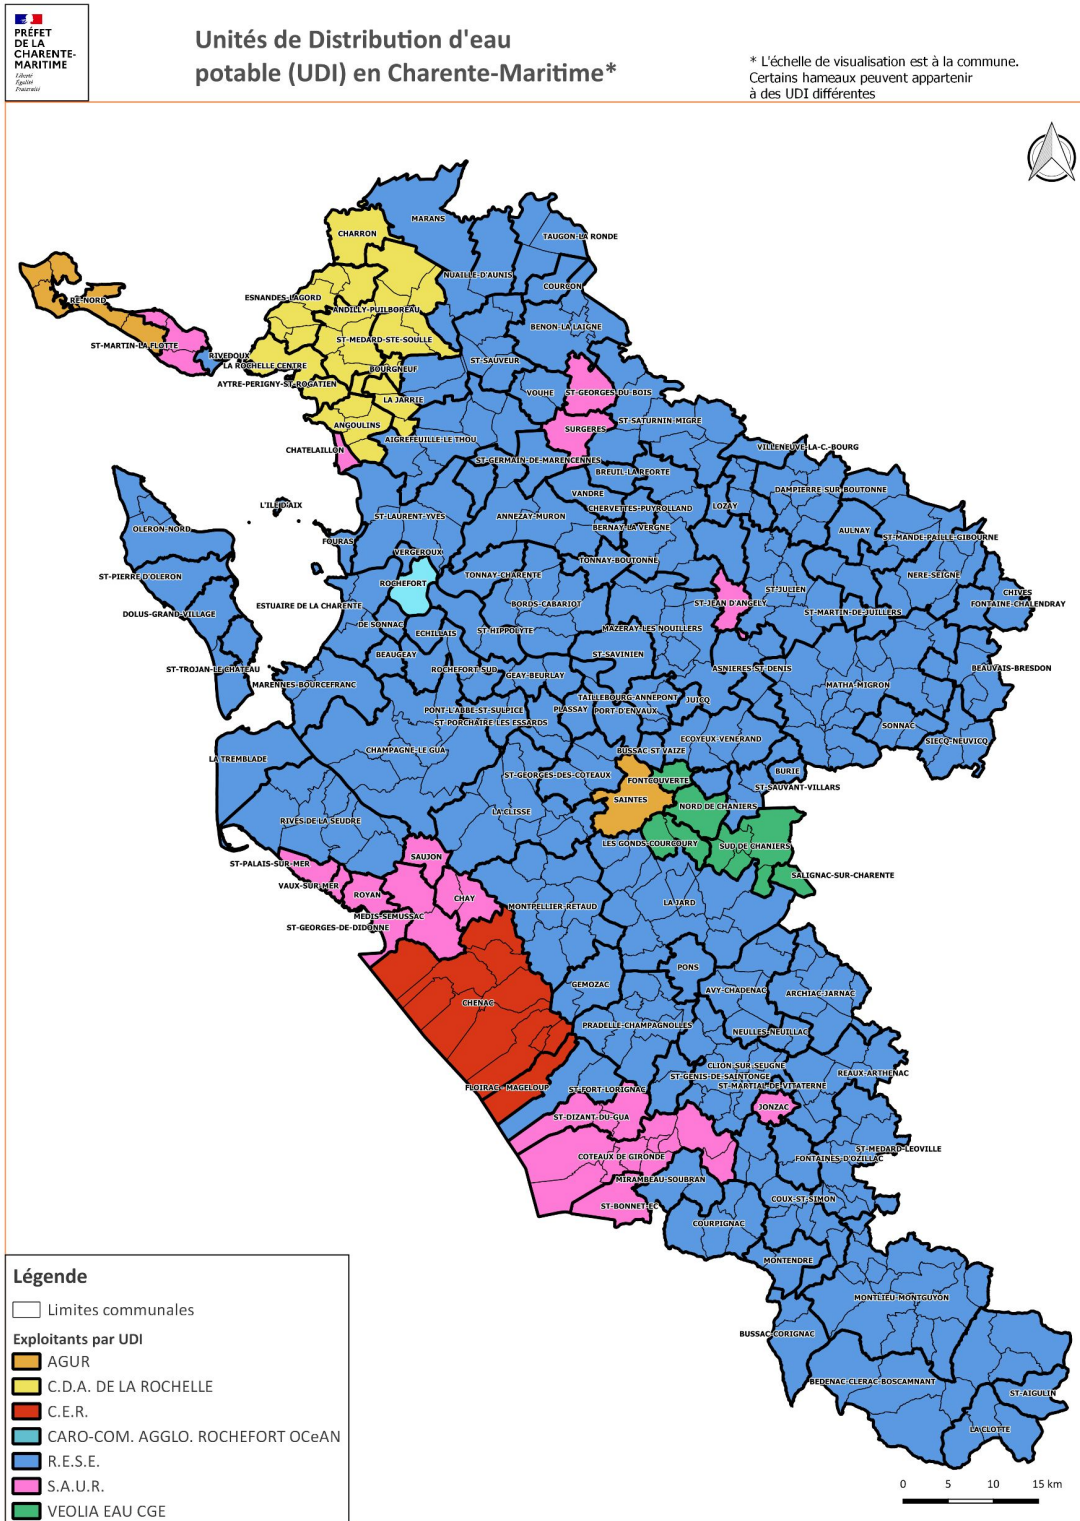 PRÉFET
DE LA
CHARENTE-
MARITIME
Liberté
Égalité
Fraternité
Unités de Distribution d'eau
potable (UDI) en Charente-Maritime*
* L'échelle de visualisation est à la commune.
Certains hameaux peuvent appartenir
à des UDI différentes
MARANS
CHARRON
TAUGON-LA RONDE
NUAILLE-D'AUNIS
COURCON
ESNANDES-LAGORD
RE-NORD
ANDILLY-PUILBOREAU
BENON-LA LAIGNE
ST-MEDARD-STE-SOULLE
ST-MARTIN-LA FLOTTE
RIVEDOUX
LA ROCHELLE CENTRE
ST-SAUVEUR
BOURGNEUF
AYTRE-PERIGNY-ST-ROGATIEN
VOUHE
ST-GEORGES-DU-BOIS
LA JARRIE
ST-SATURNIN-MIGRE
ANGOULINS
SURGERES
AIGREFEUILLE-LE THOU
CHATELAILLON
VILLENEUVE-LA-C.-BOURG
ST-GERMAIN-DE-MARENCENNES
BREUIL-LA REORTE
DAMPIERRE-SUR-BOUTONNE
VANDRE
L'ILE D'AIX
CHERVETTES-PUYROLLAND
LOZAY
ST-LAURENT-YVES
ANNEZAY-MURON
OLERON-NORD
BERNAY-LA VERGNE
AULNAY
ST-MANDE-PAILLE-GIBOURNE
FOURAS
VERGEROUX
TONNAY-BOUTONNE
ST-PIERRE D'OLERON
ROCHEFORT
TONNAY-CHARENTE
NERE-SEIGNE
ST-JULIEN
CHIVES
FONTAINE-CHALENDRAY
ESTUAIRE DE LA CHARENTE
BORDS-CABARIOT
ST-JEAN D'ANGELY
DOLUS-GRAND-VILLAGE
ST-MARTIN-DE-JUILLERS
DE SONNAC
ECHILLAIS
ST-HIPPOLYTE
MAZERAY-LES NOUILLERS
BEAUGEAY
ST-SAVINIEN
ST-TROJAN-LE CHATEAU
ROCHEFORT-SUD
GEAY-BEURLAY
ASNIERES-ST-DENIS
BEAUVAIS-BRESDON
MARENNES-BOURCEFRANC
MATHA-MIGRON
TAILLEBOURG-ANNEPONT
JUICQ
PONT-L'ABBE-ST-SULPICE
PLASSAY
PORT-D'ENVAUX
ST-PORCHAIRE-LES ESSARDS
SONNAC
ECOYEUX-VENERAND
SIECQ-NEUVICQ
CHAMPAGNE-LE GUA
BUSSAC-ST-VAIZE
LA TREMBLADE
ST-GEORGES-DES-COTEAUX
BURIE
FONTCOUVERTE
ST-SAUVANT-VILLARS
SAINTES
NORD DE CHANIERS
LA CLISSE
RIVES-DE-LA SEUDRE
LES GONDS-COURCOURY
SUD DE CHANIERS
SAUJON
ST-PALAIS-SUR-MER
SALIGNAC-SUR-CHARENTE
VAUX-SUR-MER
ROYAN
CHAY
LA JARD
MONTPELLIER-RETAUD
MEDIS-SEMUSSAC
ST-GEORGES-DE-DIDONNE
PONS
GEMOZAC
AVY-CHADENAC
ARCHIAC-JARNAC
CHENAC
PRADELLE-CHAMPAGNOLLES
NEULLES-NEUILLAC
CLION-SUR-SEUGNE
REAUX-ARTHENAC
ST-GENIS-DE-SAINTONGE
ST-MARTIAL-DE-VITATERNE
FLOIRAC - MAGELOUP
ST-FORT-LORIGNAC
JONZAC
ST-DIZANT-DU-GUA
ST-MEDARD-LEOVILLE
COTEAUX DE GIRONDE
FONTAINES-D'OZILLAC
MIRAMBEAU-SOUBRAN
COUX-ST-SIMON
ST-BONNET-EC
COURPIGNAC
MONTENDRE
MONTLIEU-MONTGUYON
BUSSAC-CORIGNAC
BEDENAC-CLERAC-BOSCAMNANT
ST-AIGULIN
LA CLOTTE
Légende
Limites communales
Exploitants par UDI
AGUR
C.D.A. DE LA ROCHELLE
C.E.R.
CARO-COM. AGGLO. ROCHEFORT OCeAN
R.E.S.E.
S.A.U.R.
VEOLIA EAU CGE
0 5 10 15 km